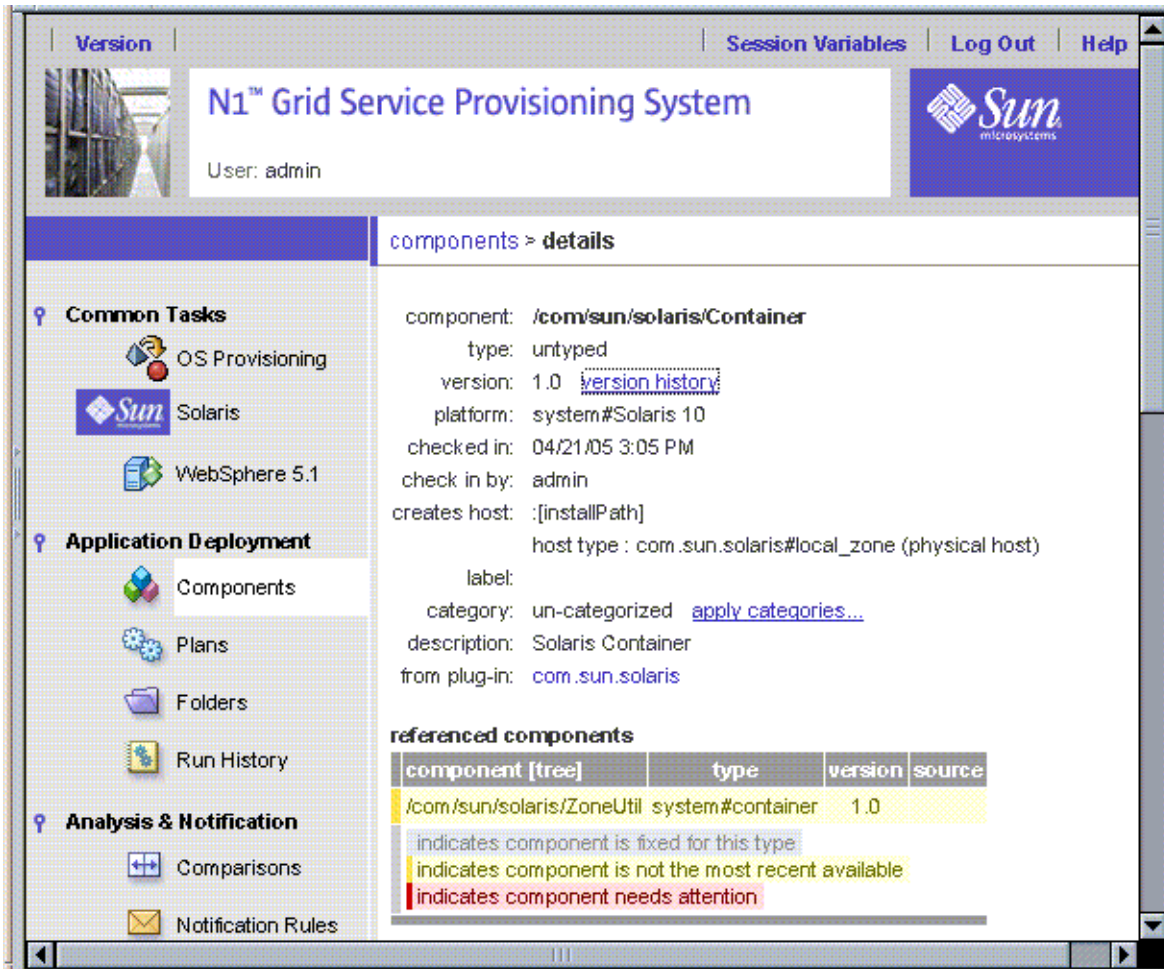 Version
Session Variables Log Out Help
N1™ Grid Service Provisioning System
Sun
microsystems
User: admin
components > details
Common Tasks
OS Provisioning
Sun Solaris
WebSphere 5.1
Application Deployment
Components
Plans
Folders
Run History
Analysis & Notification
Comparisons
Notification Rules
component: /com/sun/solaris/Container
type: untyped
version: 1.0 version history
platform: system#Solaris 10
checked in: 04/21/05 3:05 PM
check in by: admin
creates host: :[installPath]
host type : com.sun.solaris#local_zone (physical host)
label:
category: un-categorized apply categories...
description: Solaris Container
from plug-in: com.sun.solaris
referenced components
component [tree] type version source
/com/sun/solaris/ZoneUtil system#container 1.0
indicates component is fixed for this type
indicates component is not the most recent available
indicates component needs attention